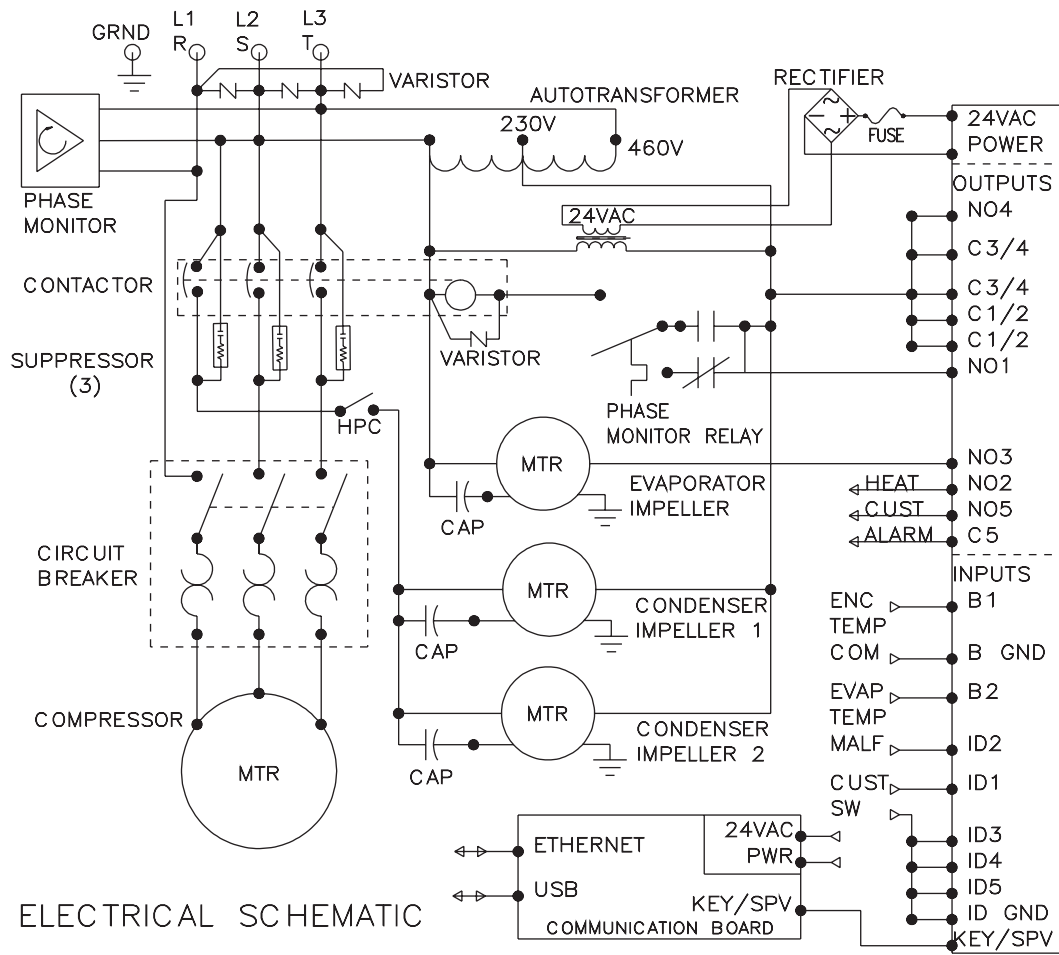 GRND
L1
R
L2
S
L3
T
VARISTOR
RECTIFIER
AUTOTRANSFORMER
230V
460V
FUSE
24VAC
POWER
PHASE
MONITOR
OUTPUTS
24VAC
NO4
C3/4
CONTACTOR
C3/4
C1/2
C1/2
NO1
SUPPRESSOR
(3)
VARISTOR
HPC
PHASE
MONITOR RELAY
MTR
EVAPORATOR
IMPELLER
CAP
NO3
HEAT
NO2
CUST
NO5
ALARM
C5
CIRCUIT
BREAKER
INPUTS
MTR
CONDENSER
IMPELLER 1
CAP
ENC
TEMP
B1
COM
B GND
EVAP
TEMP
B2
COMPRESSOR
MTR
MTR
CONDENSER
IMPELLER 2
CAP
MALF
ID2
CUST
SW
ID1
ID3
ID4
ID5
ID GND
KEY/SPV
24VAC
PWR
ETHERNET
USB
KEY/SPV
COMMUNICATION BOARD
ELECTRICAL SCHEMATIC